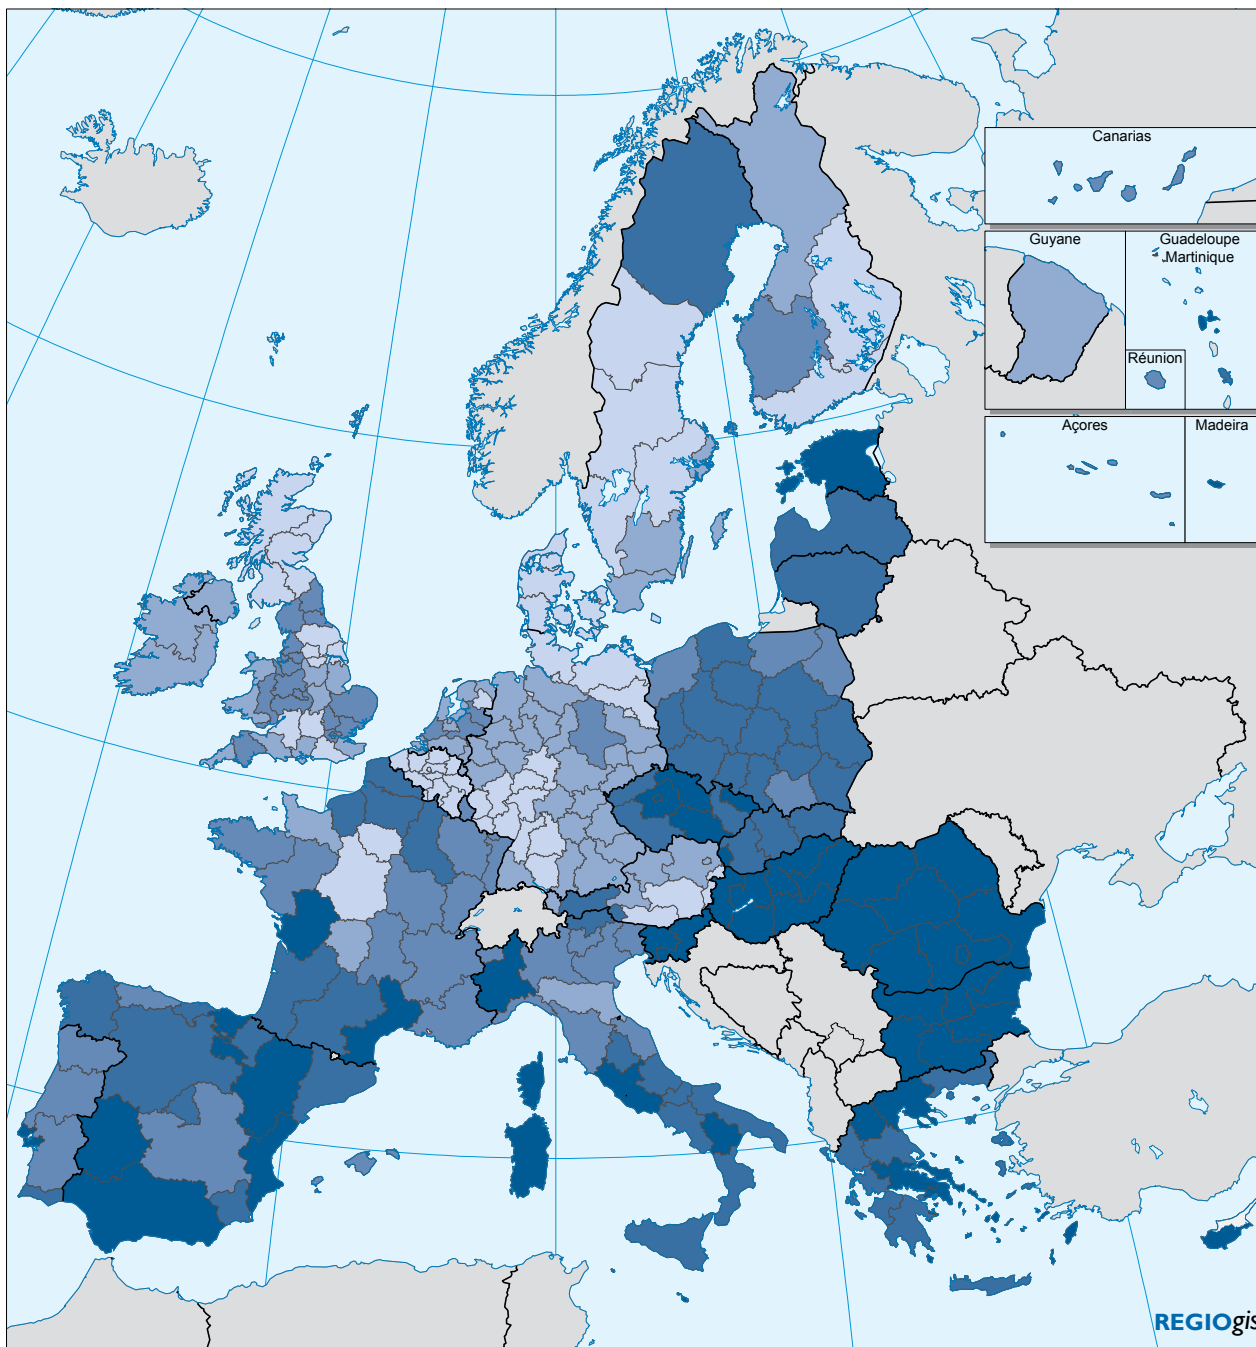 Canarias
Guyane
Guadeloupe
Martinique
Réunion
Açores
Madeira
REGIOgis